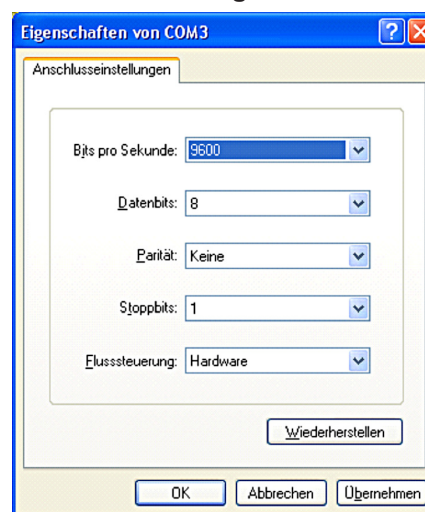 Eigenschaften von COM3
Anschlusseinstellungen
Bits pro Sekunde: 9600
Datenbits: 8
Parität: Keine
Stoppbits: 1
Flusssteuerung: Hardware
Wiederherstellen
OK Abbrechen Übernehmen